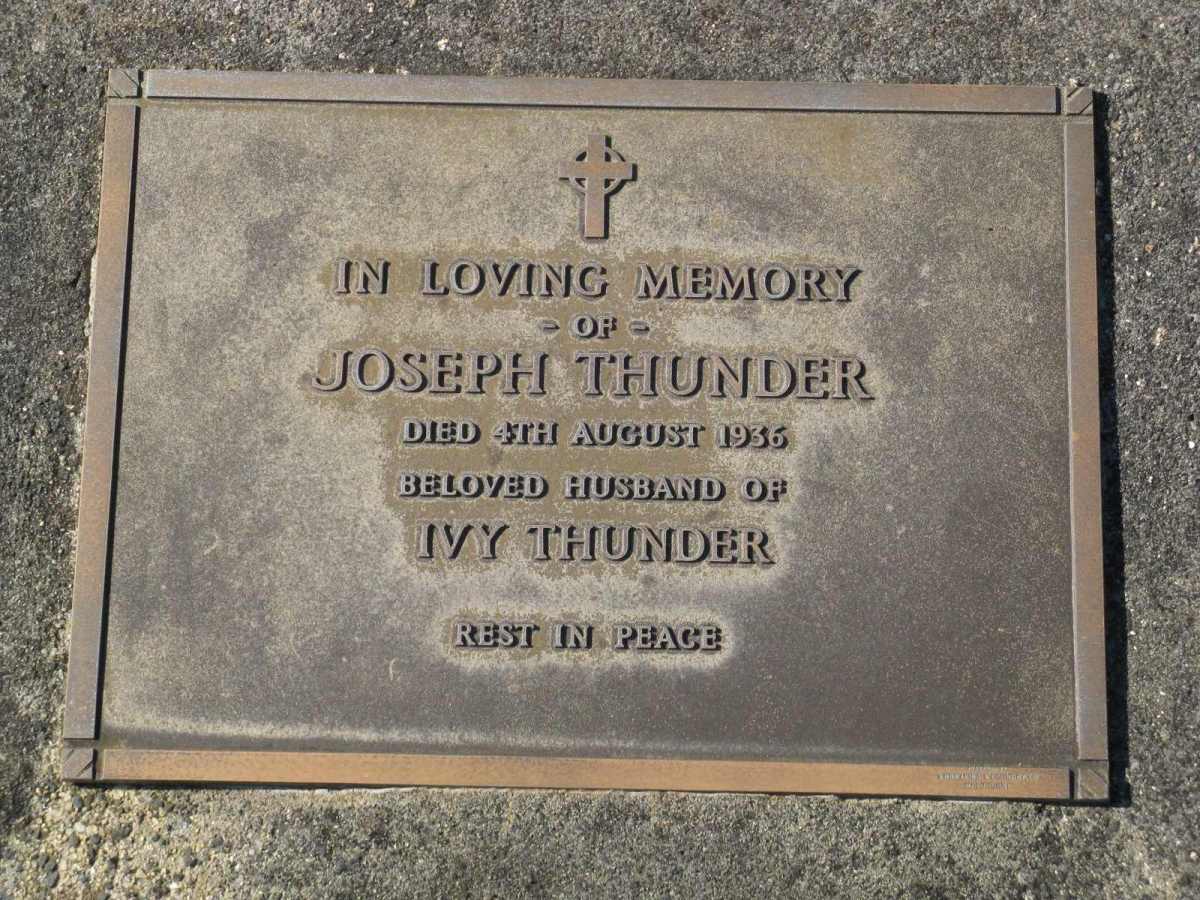 IN LOVING MEMORY
- OF -
JOSEPH THUNDER
DIED 4TH AUGUST 1936
BELOVED HUSBAND OF
IVY THUNDER
REST IN PEACE